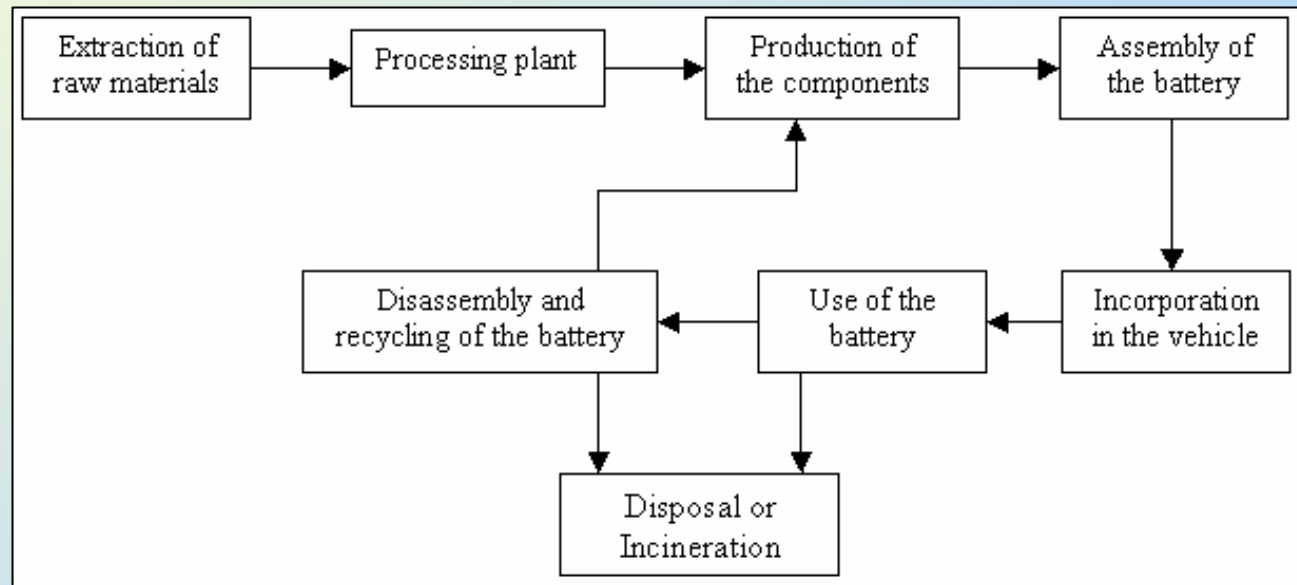 Extraction of
raw materials
Processing plant
Production of
the components
Assembly of
the battery
Disassembly and
recycling of the battery
Use of the
battery
Incorporation
in the vehicle
Disposal or
Incineration